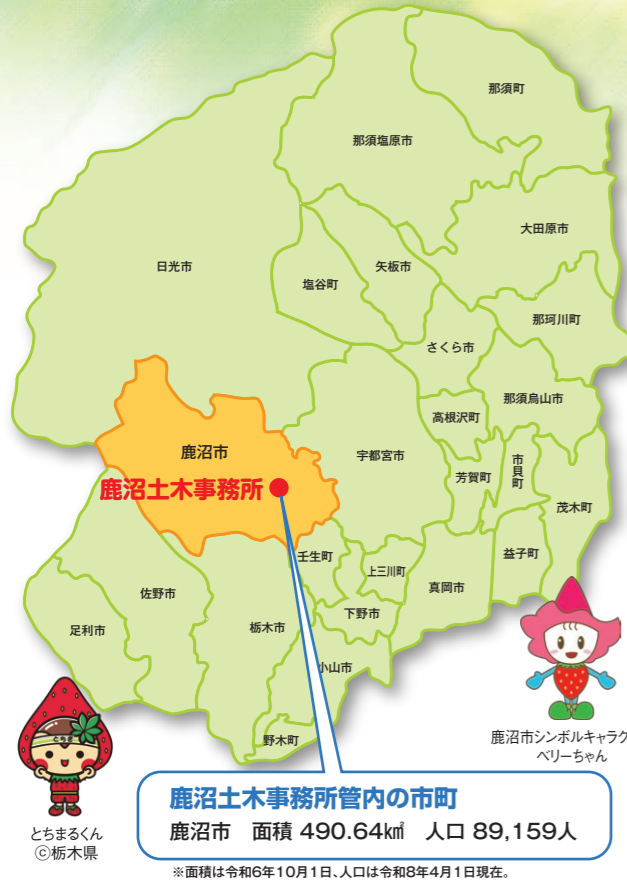 那須町
那須塩原市
大田原市
日光市
矢板市
塩谷町
那珂川町
さくら市
那須烏山市
高根沢町
鹿沼市
宇都宮市
市貝町
芳賀町
鹿沼土木事務所
茂木町
壬生町
上三川町
益子町
真岡市
佐野市
下野市
足利市
栃木市
小山市
野木町
とちまるくん
©栃木県
鹿沼市シンボルキャラク
ベリーちゃん
鹿沼土木事務所管内の市町
鹿沼市 面積 490.64㎢ 人口 89,159人
※面積は令和6年10月1日、人口は令和8年4月1日現在。